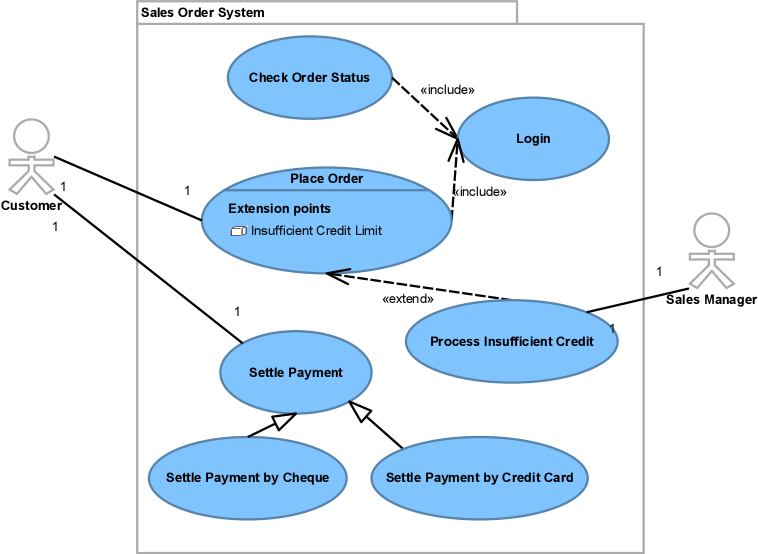 Sales Order System
Check Order Status
«include»
Login
Place Order
«include»
Extension points
Insufficient Credit Limit
1
1
Customer
1
1
Sales Manager
«extend»
1
1
Process Insufficient Credit
Settle Payment
Settle Payment by Cheque
Settle Payment by Credit Card